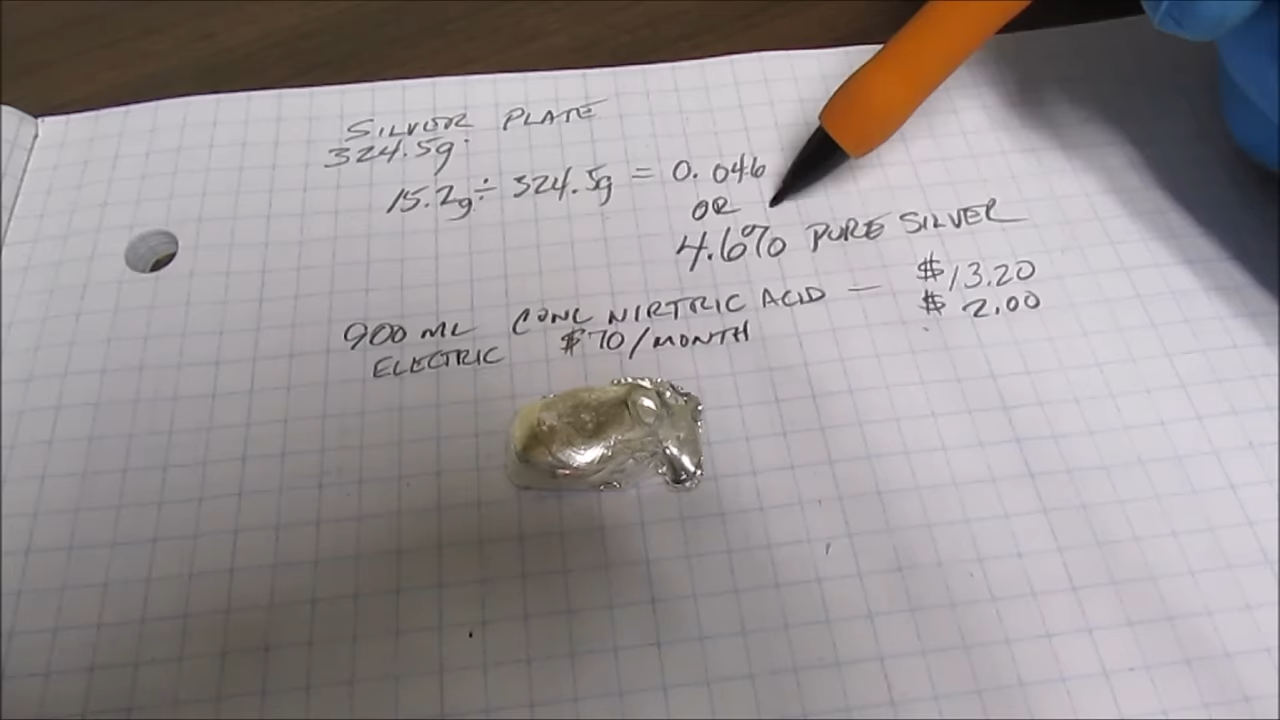 SILVER PLATE
324.5g.
15.2g ÷ 324.5g = 0.046
OR
4.6% PURE SILVER
900 ML CONC NIRTRIC ACID — $13.20
ELECTRIC $70/MONTH $2.00